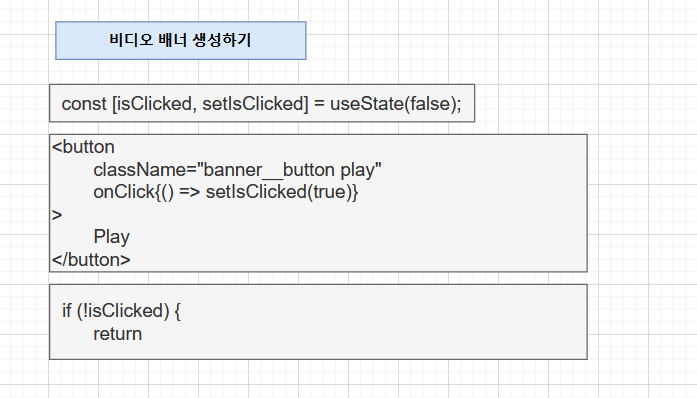 비디오 배너 생성하기
const [isClicked, setIsClicked] = useState(false);
<button
className="banner__button play"
onClick{() => setIsClicked(true)}
>
Play
</button>
if (!isClicked) {
return